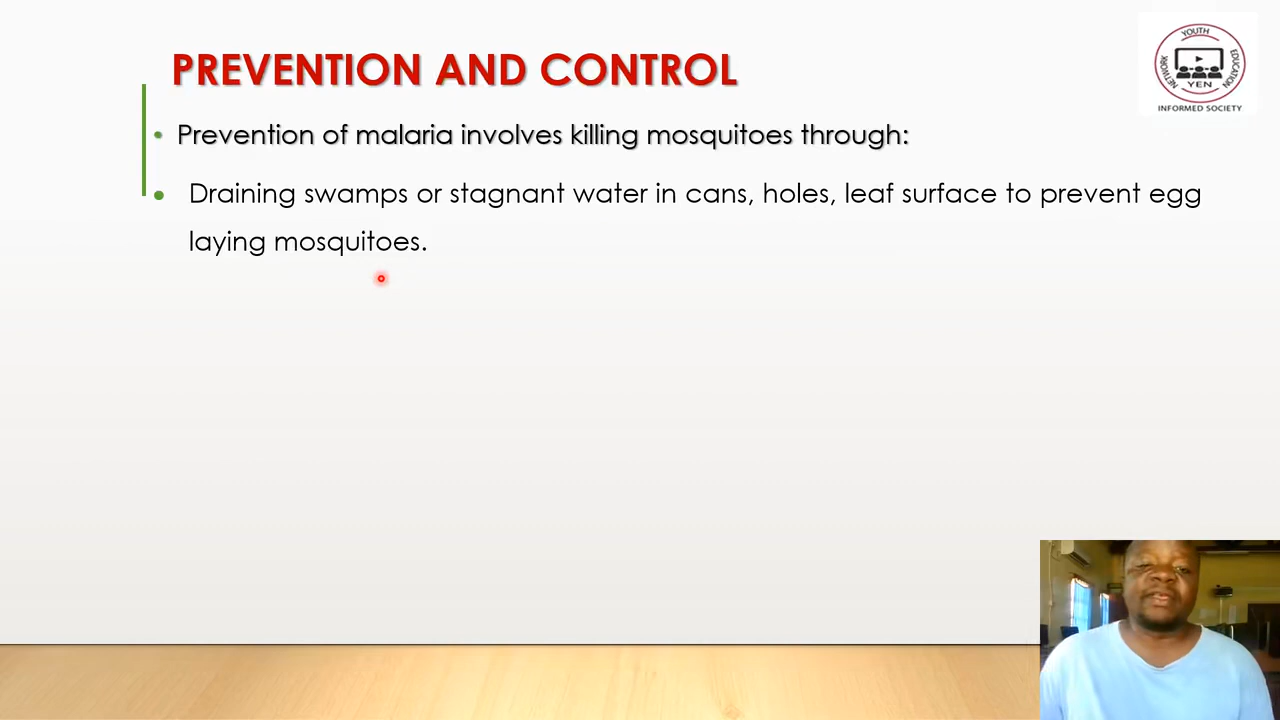 PREVENTION AND CONTROL
YOUTH
EDUCATION
NETWORK
YEN
INFORMED SOCIETY
• Prevention of malaria involves killing mosquitoes through:
• Draining swamps or stagnant water in cans, holes, leaf surface to prevent egg
laying mosquitoes.